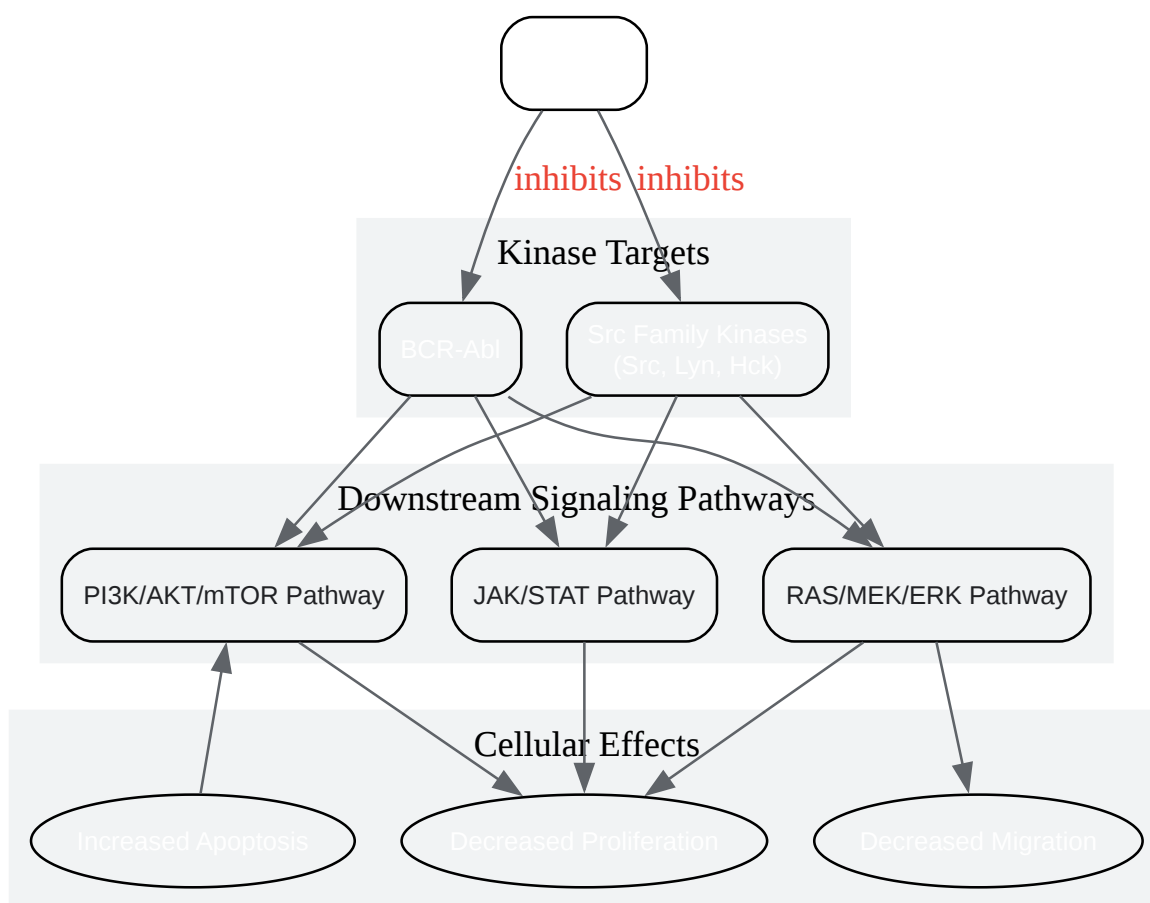 inhibits inhibits
Kinase Targets
BCR-Abl
Src Family Kinases
(Src, Lyn, Hck)
Downstream Signaling Pathways
PI3K/AKT/mTOR Pathway
JAK/STAT Pathway
RAS/MEK/ERK Pathway
Cellular Effects
Increased Apoptosis
Decreased Proliferation
Decreased Migration